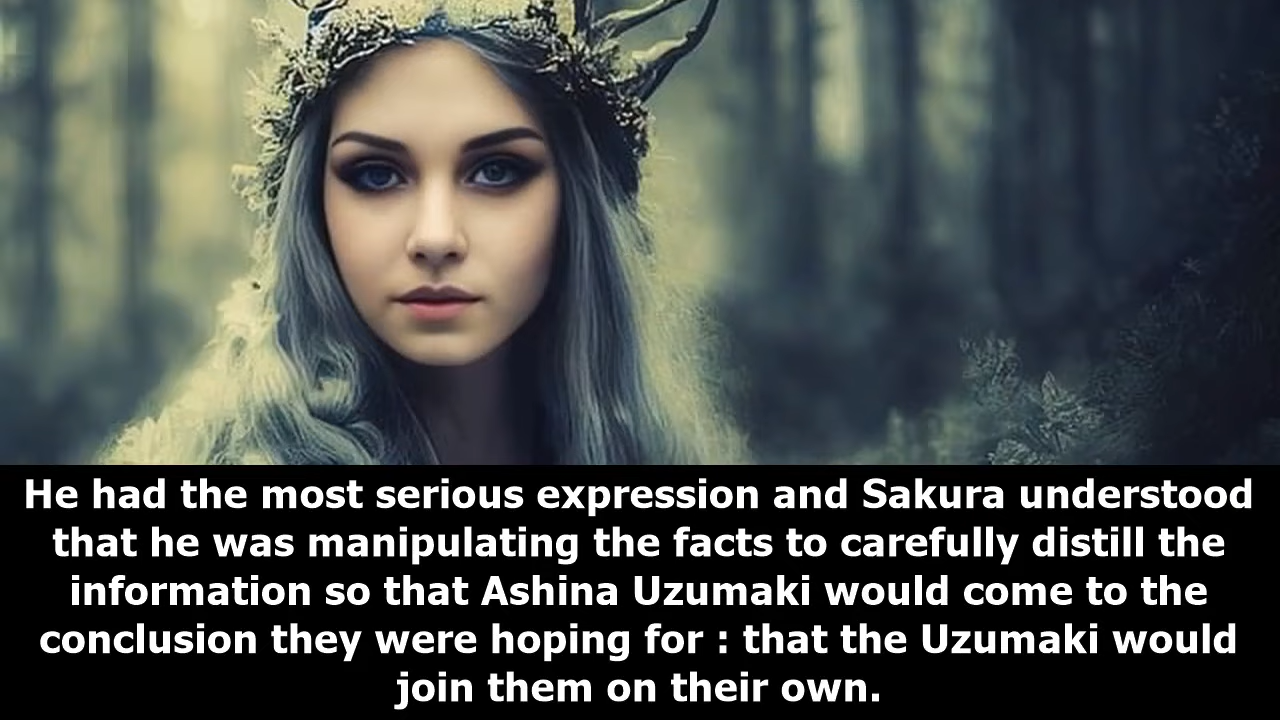 He had the most serious expression and Sakura understood
that he was manipulating the facts to carefully distill the
information so that Ashina Uzumaki would come to the
conclusion they were hoping for : that the Uzumaki would
join them on their own.